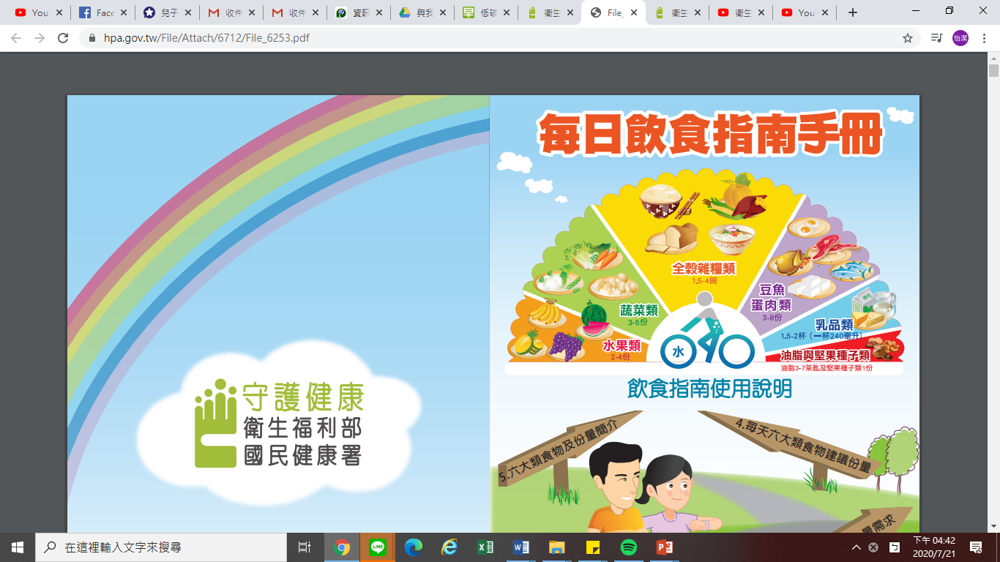 YouT
Face
兒子
收件
收件
資訊
與我
低碳
衛生
File_
衛生
衛生
You
hpa.gov.tw/File/Attach/6712/File_6253.pdf
怡潔
每日飲食指南手冊
全穀雜糧類
1.5-4碗
豆魚
蛋肉類
3-8份
蔬菜類
3-5份
乳品類
1.5-2杯（一杯240毫升）
水果類
2-4份
水
油脂與堅果種子類
油脂3-7茶匙及堅果種子類1份
飲食指南使用說明
守護健康
衛生福利部
國民健康署
5.六大類食物及份量簡介
4.每天六大類食物建議份量
量需求
在這裡輸入文字來搜尋
LINE
下午 04:42
2020/7/21